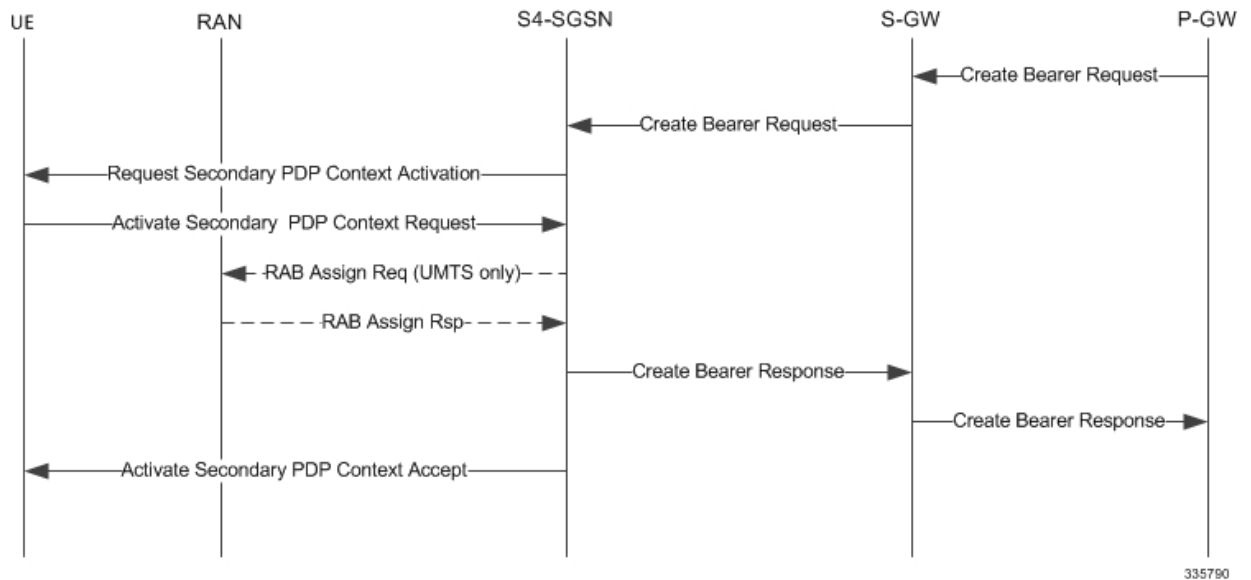 UE RAN S4-SGSN S-GW P-GW
Create Bearer Request
Create Bearer Request
Request Secondary PDP Context Activation
Activate Secondary PDP Context Request
RAB Assign Req (UMTS only)
RAB Assign Rsp
Create Bearer Response
Create Bearer Response
Activate Secondary PDP Context Accept
335790